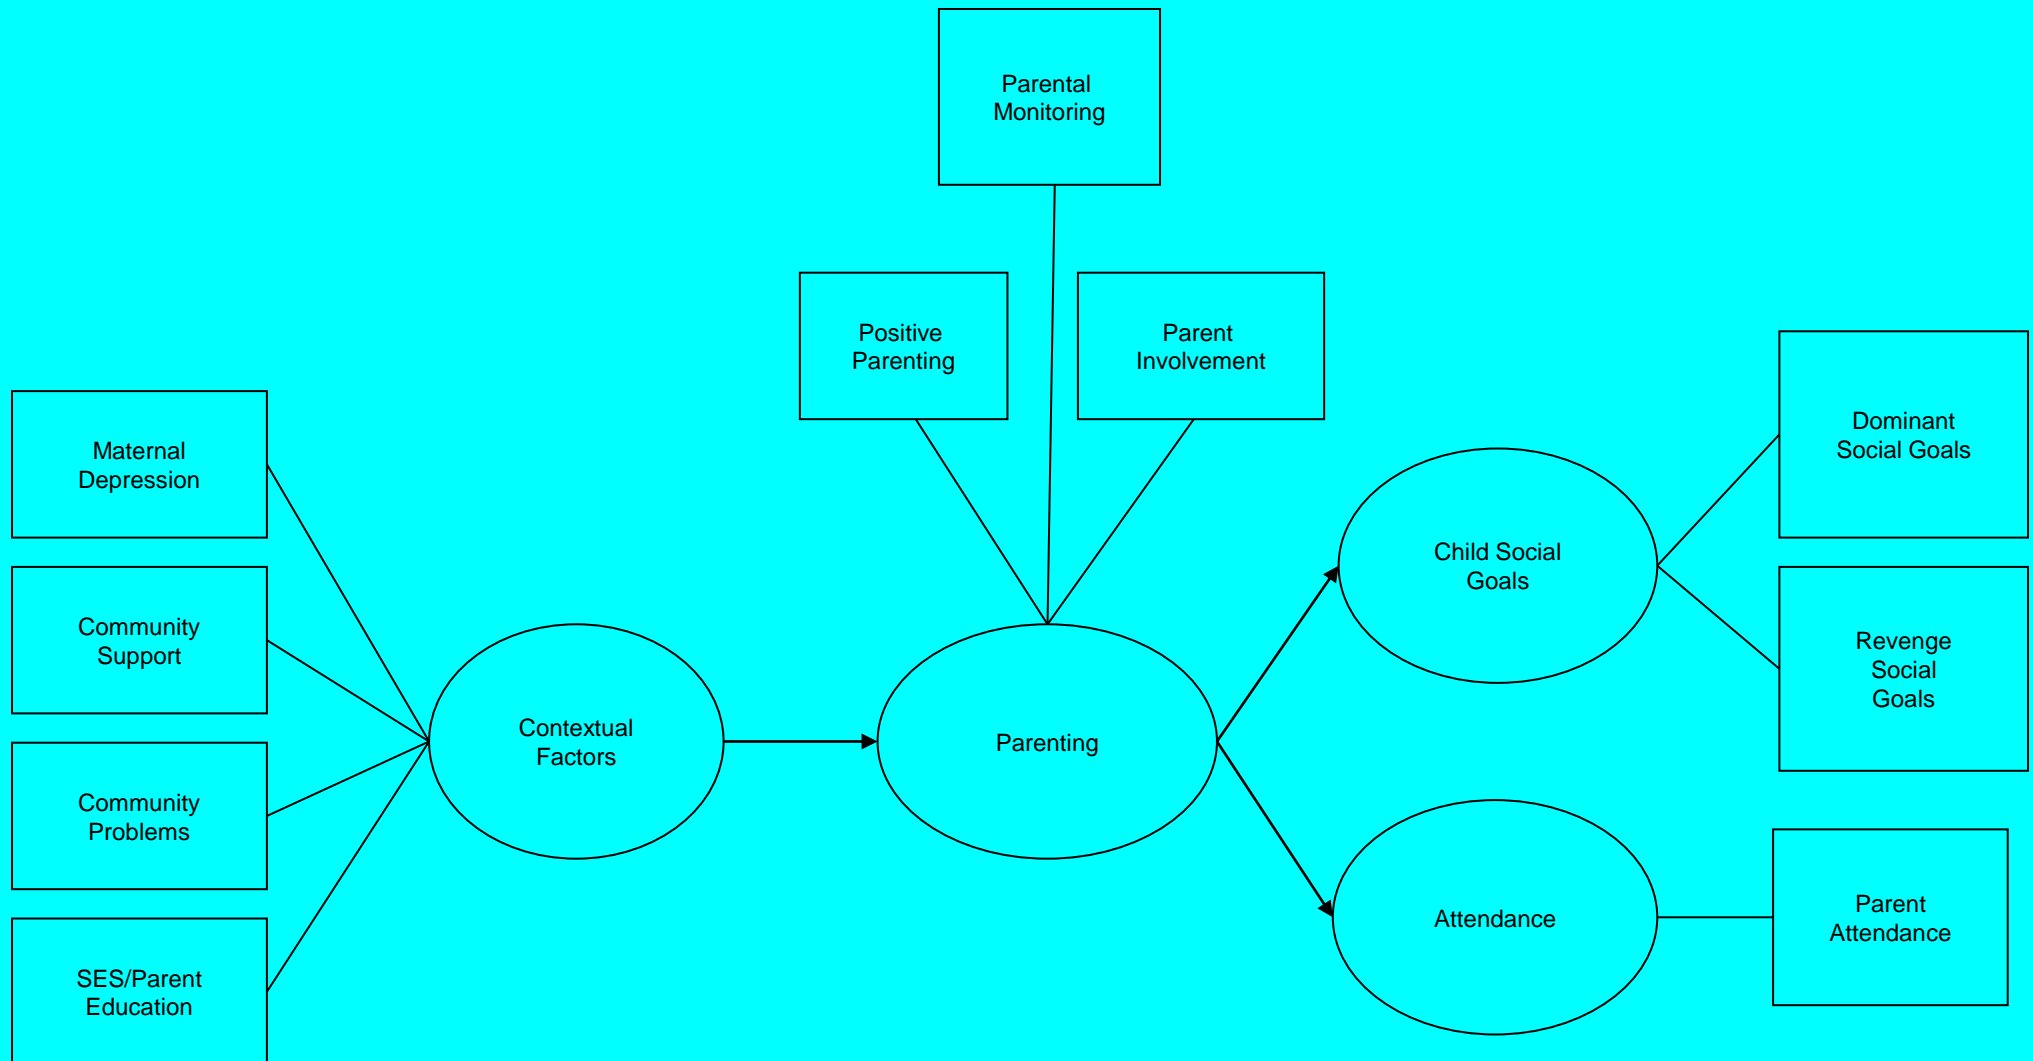 Parental
Monitoring
Positive
Parenting
Parent
Involvement
Maternal
Depression
Community
Support
Community
Problems
SES/Parent
Education
Contextual
Factors
Parenting
Child Social
Goals
Attendance
Dominant
Social Goals
Revenge
Social
Goals
Parent
Attendance